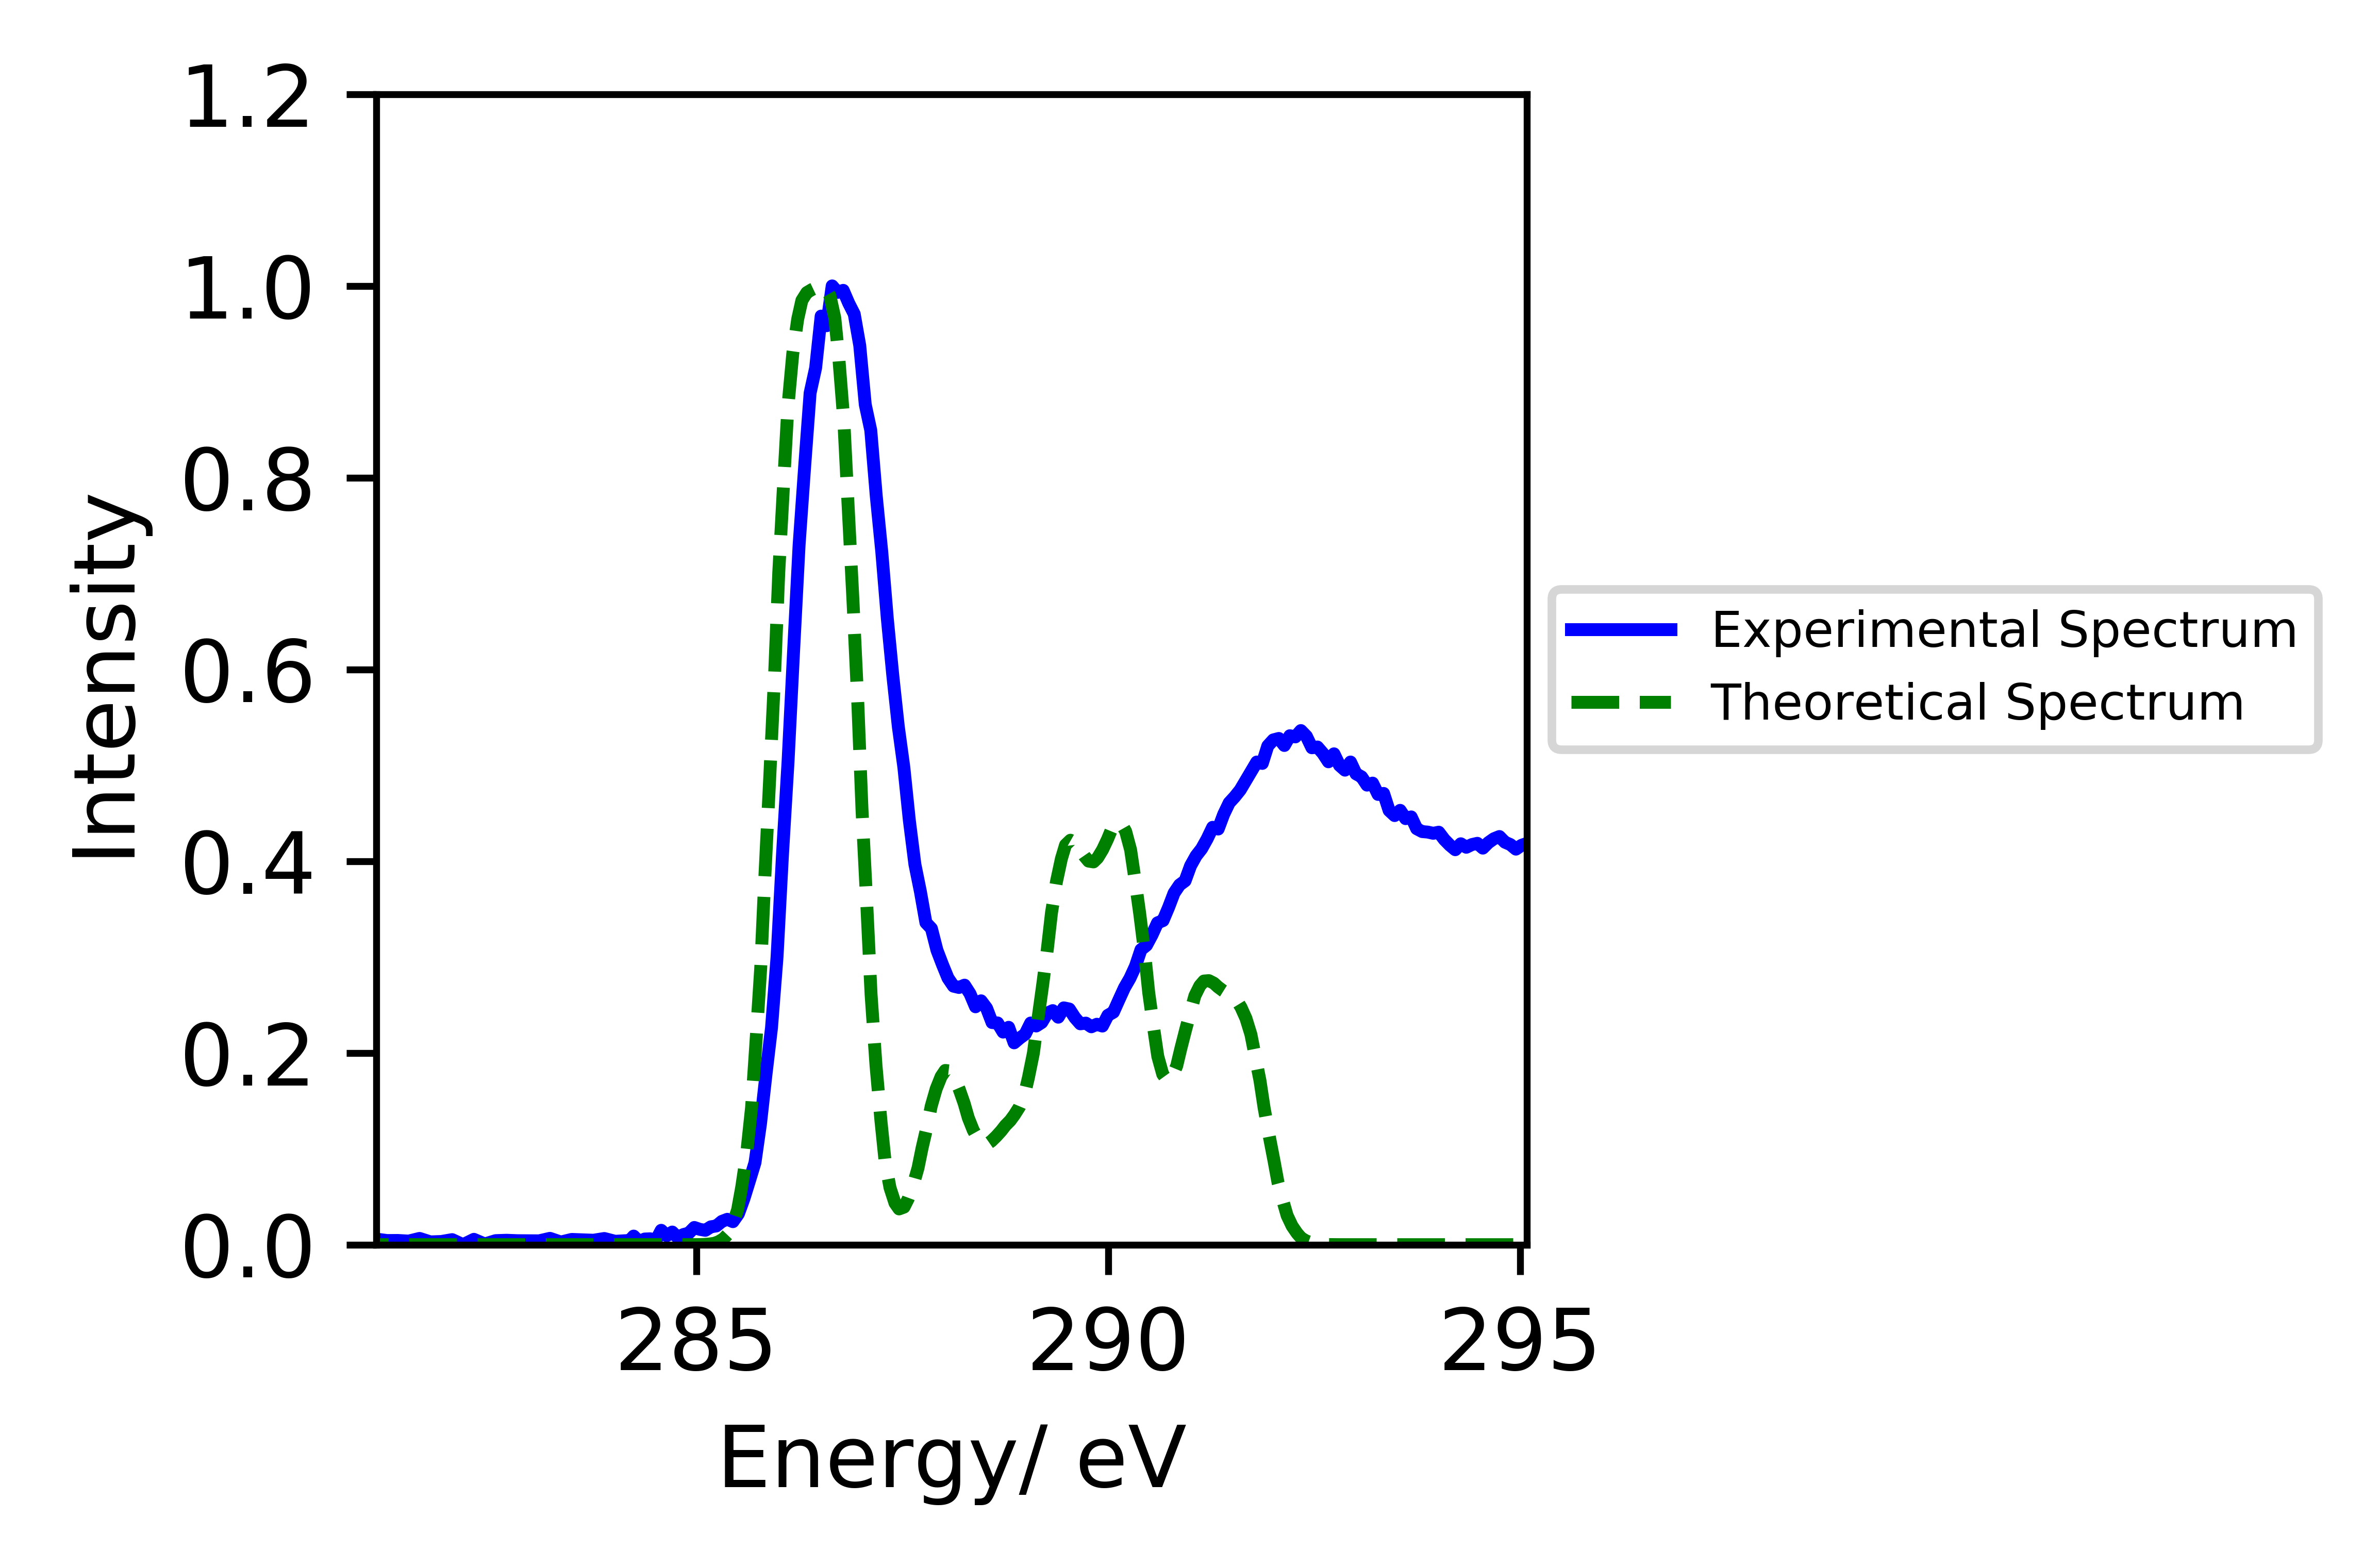 1.2
1.0
0.8
0.6
0.4
0.2
0.0
Intensity
285 290 295
Energy/ eV
Experimental Spectrum
Theoretical Spectrum